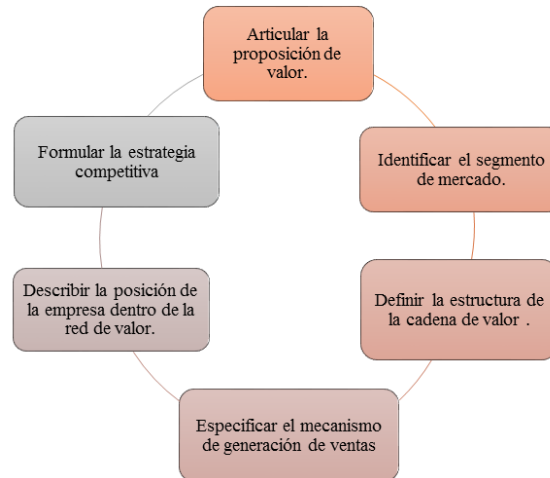 Articular la
proposición de
valor.
Identificar el segmento
de mercado.
Definir la estructura de
la cadena de valor .
Especificar el mecanismo
de generación de ventas
Describir la posición de
la empresa dentro de la
red de valor.
Formular la estrategia
competitiva